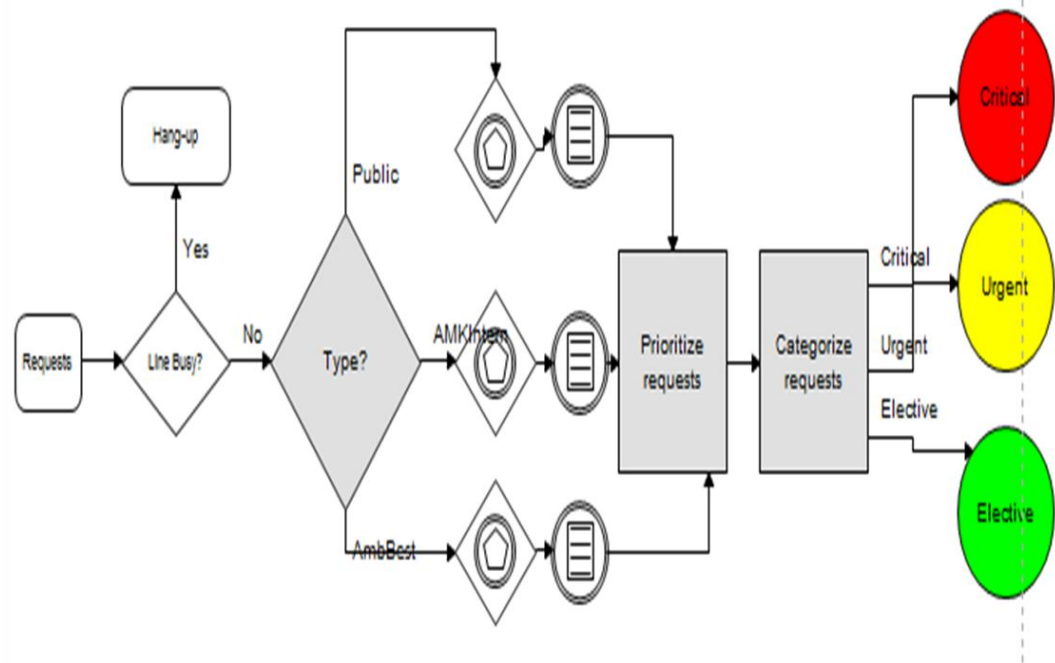 Hang-up
Yes
Requests
Line Busy?
No
Type?
Public
AMKIntern
AmbBest
Prioritize
requests
Categorize
requests
Critical
Urgent
Elective
Critical
Urgent
Elective